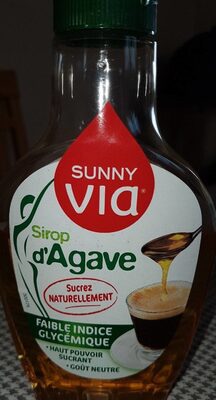 SUNNY
via®
Sirop
d'Agave
Sucrez
NATURELLEMENT
FAIBLE INDICE
GLYCÉMIQUE
• HAUT POUVOIR
SUCRANT
• GOÛT NEUTRE